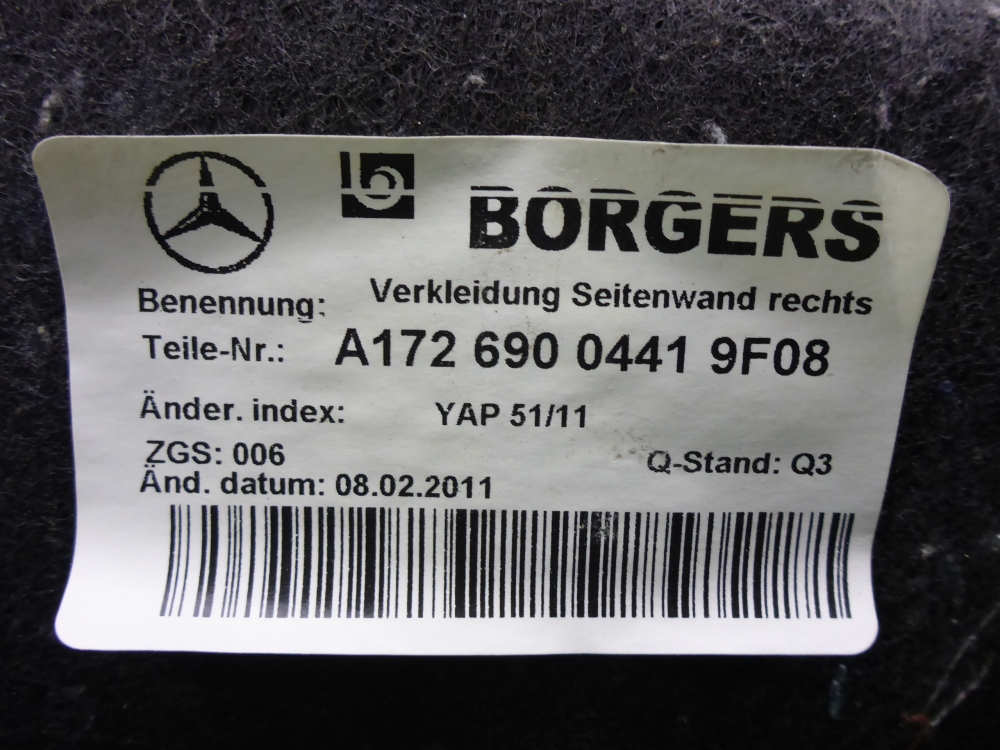 BORGERS
Benennung: Verkleidung Seitenwand rechts
Teile-Nr.: A172 690 0441 9F08
Änder. index: YAP 51/11
ZGS: 006 Q-Stand: Q3
Änd. datum: 08.02.2011